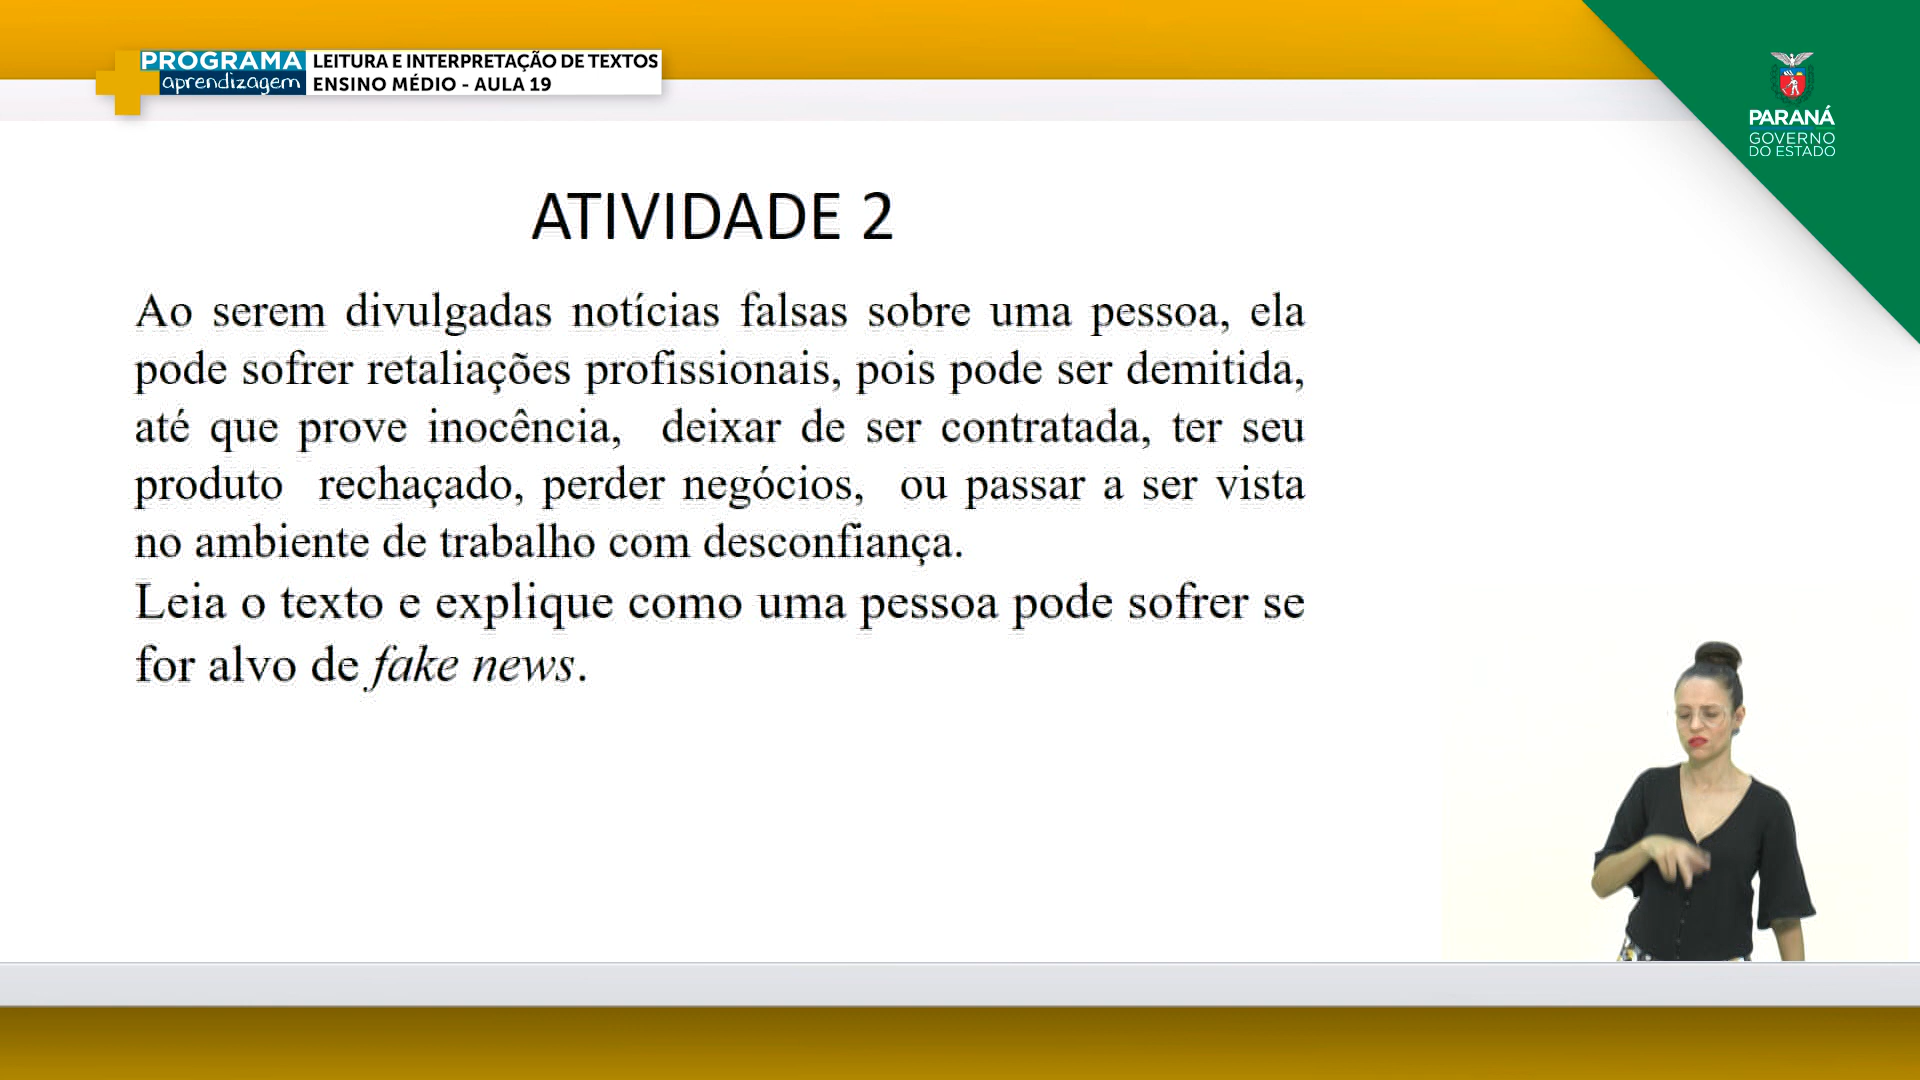 PROGRAMA
aprendizagem
LEITURA E INTERPRETAÇÃO DE TEXTOS
ENSINO MÉDIO - AULA 19
PARANÁ
GOVERNO
DO ESTADO
ATIVIDADE 2
Ao serem divulgadas notícias falsas sobre uma pessoa, ela
pode sofrer retaliações profissionais, pois pode ser demitida,
até que prove inocência, deixar de ser contratada, ter seu
produto rechaçado, perder negócios, ou passar a ser vista
no ambiente de trabalho com desconfiança.
Leia o texto e explique como uma pessoa pode sofrer se
for alvo de fake news.